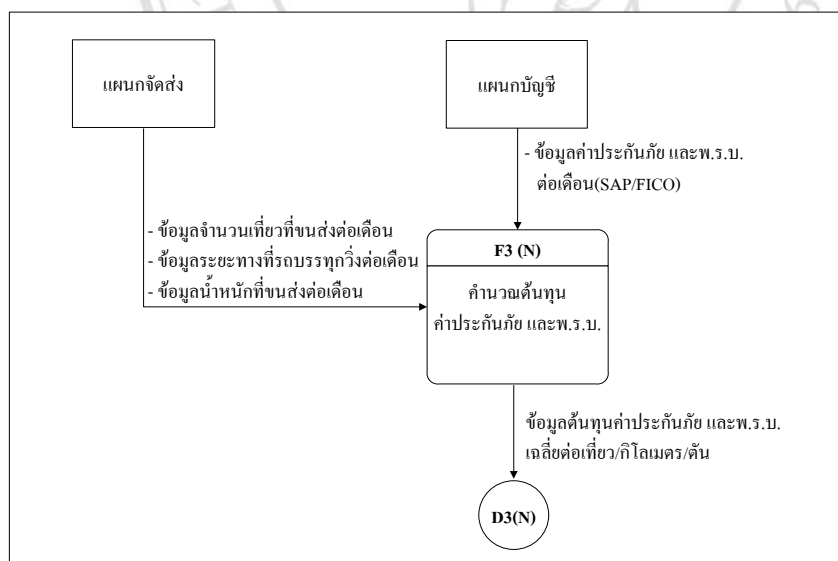 แผนกจัดส่ง
แผนกบัญชี
- ข้อมูลค่าประกันภัย และพ.ร.บ.
ต่อเดือน(SAP/FICO)
- ข้อมูลจำนวนเที่ยวที่ขนส่งต่อเดือน
- ข้อมูลระยะทางที่รถบรรทุกวิ่งต่อเดือน
- ข้อมูลน้ำหนักที่ขนส่งต่อเดือน
F3 (N)
คำนวณต้นทุน
ค่าประกันภัย และพ.ร.บ.
ข้อมูลต้นทุนค่าประกันภัย และพ.ร.บ.
เฉลี่ยต่อเที่ยว/กิโลเมตร/ตัน
D3(N)